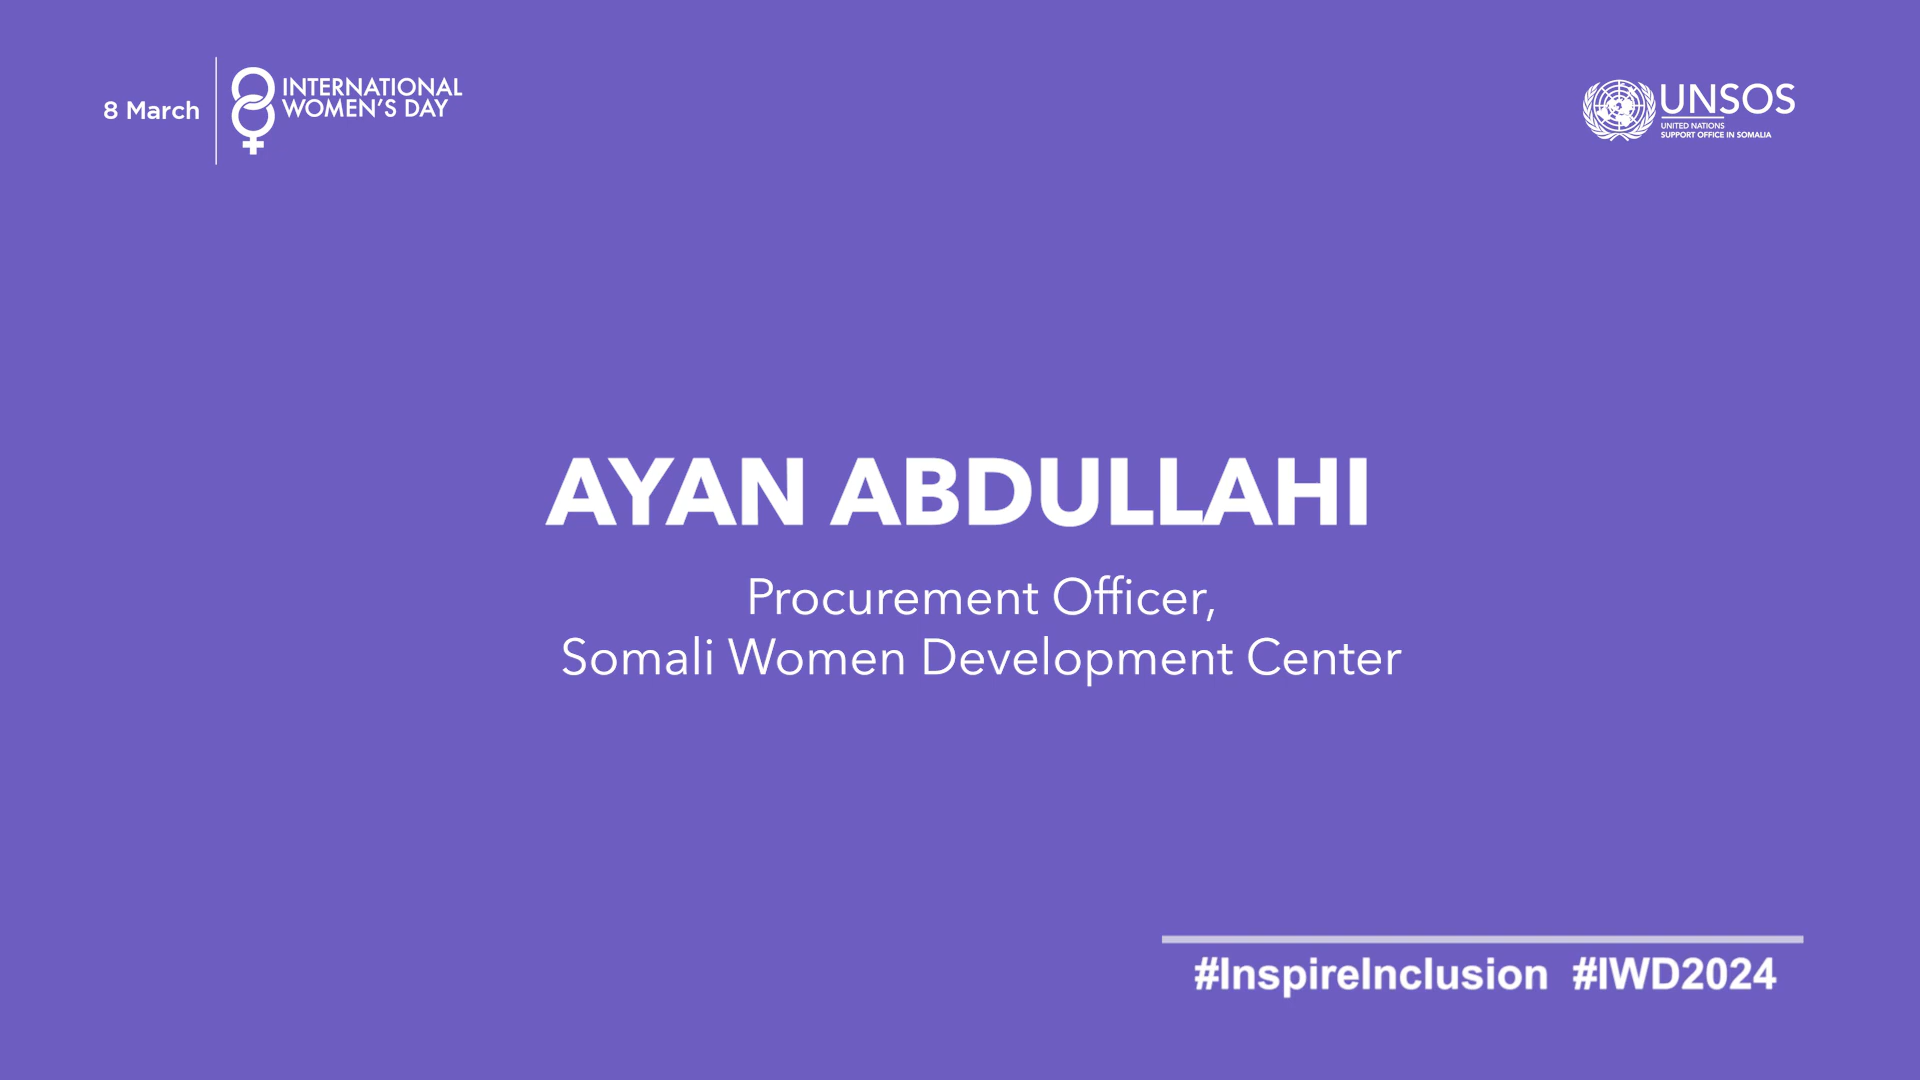 8 March
INTERNATIONAL
WOMEN'S DAY
UNSOS
UNITED NATIONS
SUPPORT OFFICE IN SOMALIA
AYAN ABDULLAHI
Procurement Officer,
Somali Women Development Center
#InspireInclusion #IWD2024